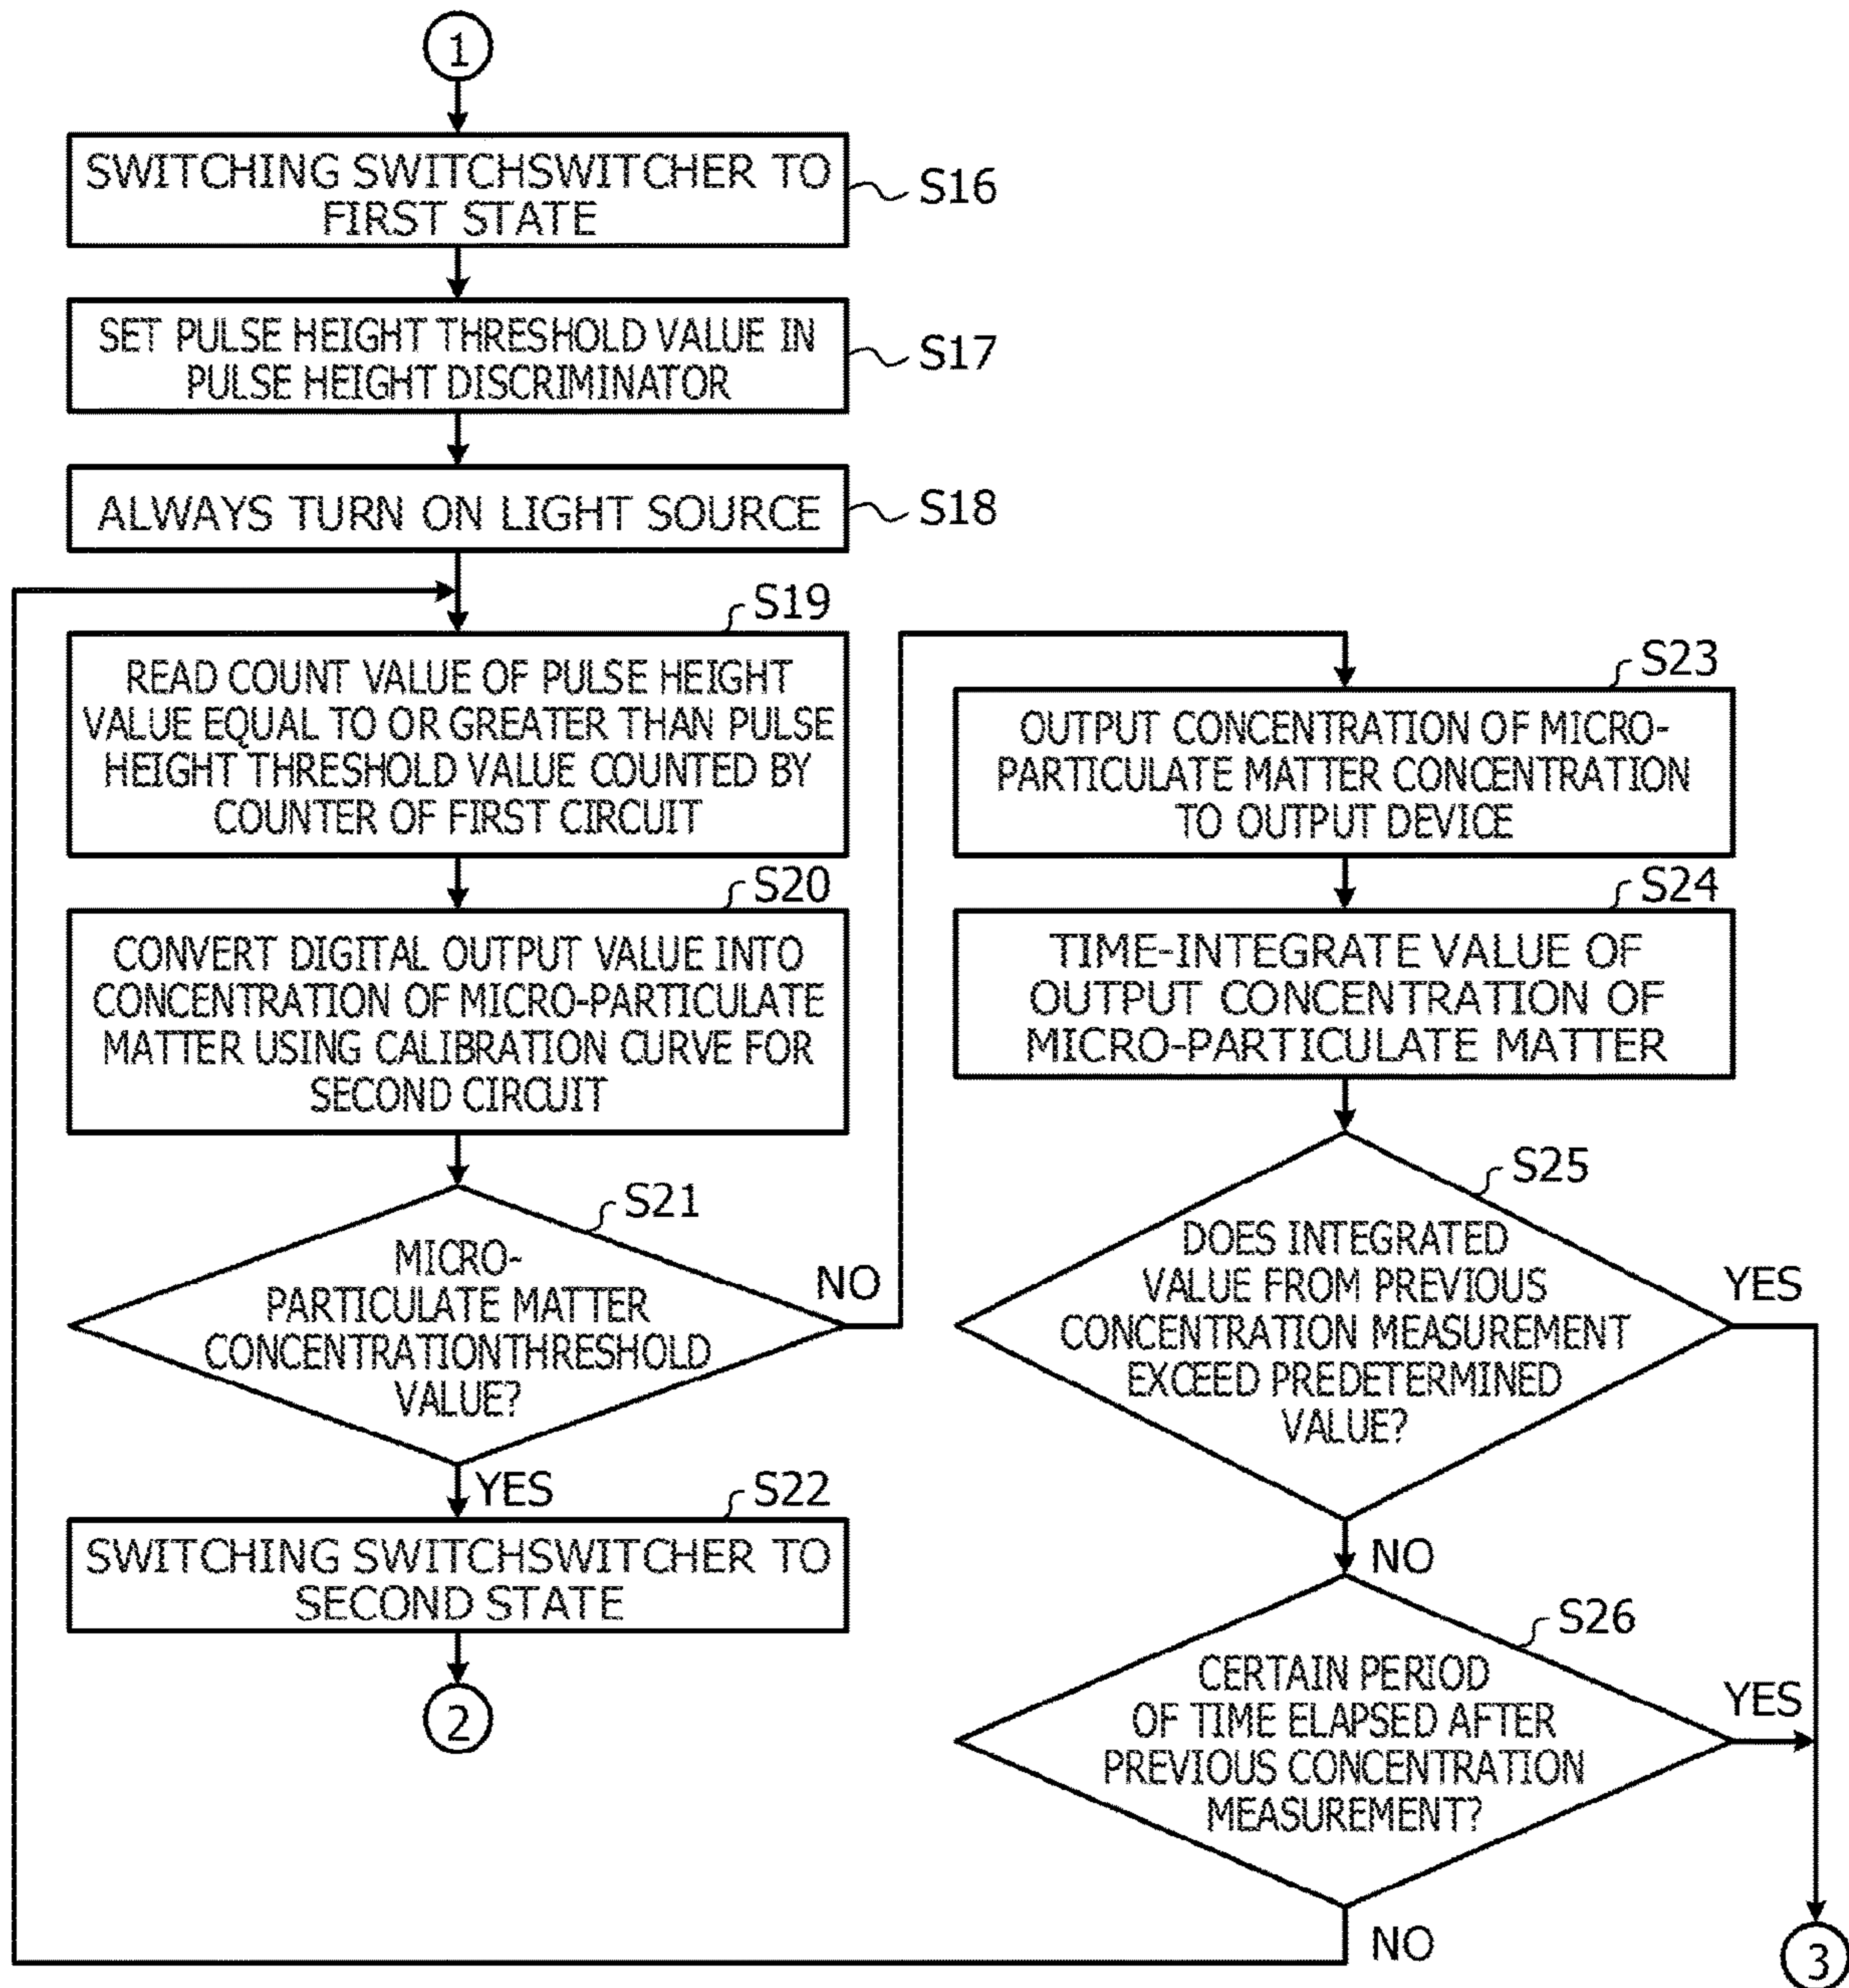 1
SWITCHING SWITCHSWITCHER TO
FIRST STATE
S16
SET PULSE HEIGHT THRESHOLD VALUE IN
PULSE HEIGHT DISCRIMINATOR
S17
ALWAYS TURN ON LIGHT SOURCE
S18
S19
READ COUNT VALUE OF PULSE HEIGHT
VALUE EQUAL TO OR GREATER THAN PULSE
HEIGHT THRESHOLD VALUE COUNTED BY
COUNTER OF FIRST CIRCUIT
S20
CONVERT DIGITAL OUTPUT VALUE INTO
CONCENTRATION OF MICRO-PARTICULATE
MATTER USING CALIBRATION CURVE FOR
SECOND CIRCUIT
S21
MICRO-
PARTICULATE MATTER
CONCENTRATIONTHRESHOLD
VALUE?
NO
YES
S22
SWITCHING SWITCHSWITCHER TO
SECOND STATE
2
S23
OUTPUT CONCENTRATION OF MICRO-
PARTICULATE MATTER CONCENTRATION
TO OUTPUT DEVICE
S24
TIME-INTEGRATE VALUE OF
OUTPUT CONCENTRATION OF
MICRO-PARTICULATE MATTER
S25
DOES INTEGRATED
VALUE FROM PREVIOUS
CONCENTRATION MEASUREMENT
EXCEED PREDETERMINED
VALUE?
YES
NO
S26
CERTAIN PERIOD
OF TIME ELAPSED AFTER
PREVIOUS CONCENTRATION
MEASUREMENT?
YES
NO
3